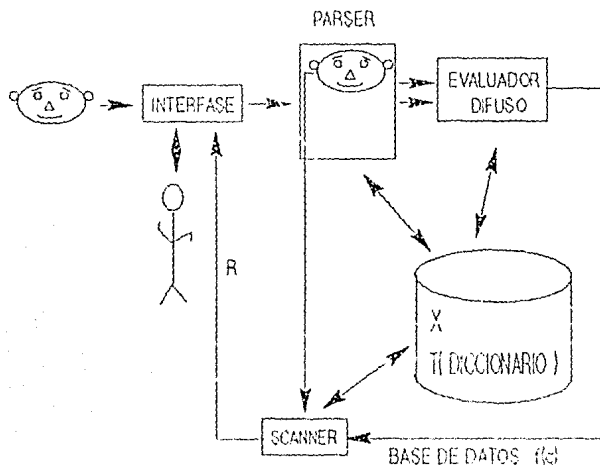 PARSER
INTERFASE
EVALUADOR
DIFUSO
R
X
T( DICCIONARIO )
SCANNER
BASE DE DATOS